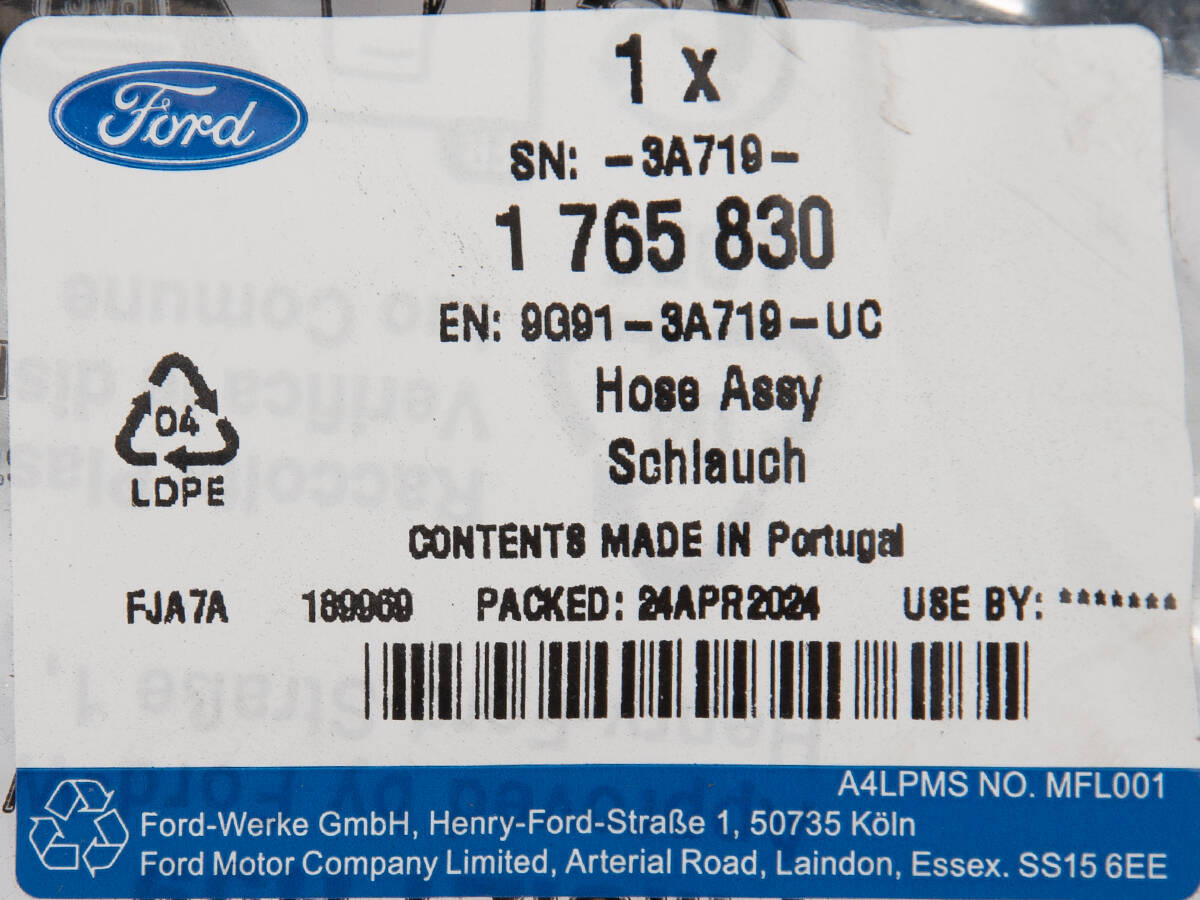 Ford
1 x
SN: -3A719-
1 765 830
EN: 9G91-3A719-UC
Hose Assy
Schlauch
04
LDPE
CONTENTS MADE IN Portugal
FJA7A 189969 PACKED: 24APR2024 USE BY: *******
A4LPMS NO. MFL001
Ford-Werke GmbH, Henry-Ford-Straße 1, 50735 Köln
Ford Motor Company Limited, Arterial Road, Laindon, Essex. SS15 6EE